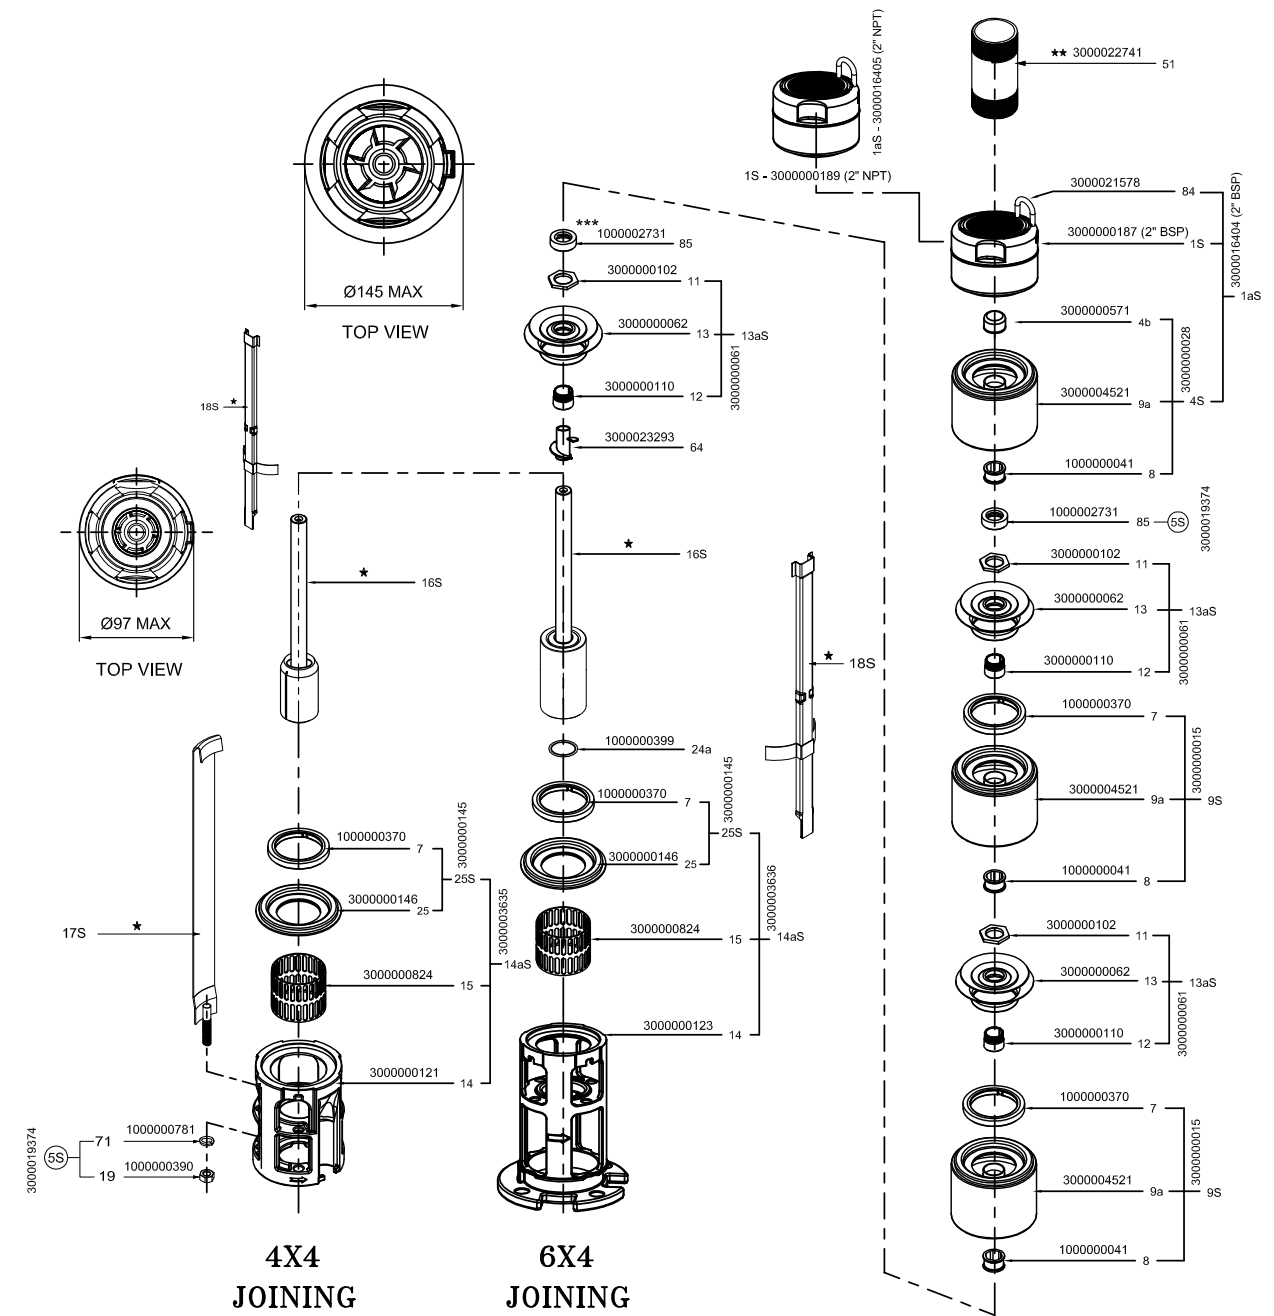 Ø145 MAX
TOP VIEW
18S ★
Ø97 MAX
TOP VIEW
★
16S
1000000370
7
3000000145
25S
3000000146
25
3000003635
14aS
3000000824
15
17S ★
3000000121
14
3000019374
5S
71
1000000781
19
1000000390
4X4
JOINING
***
1000002731
85
3000000102
11
3000000062
13
13aS
3000000061
3000000110
12
3000023293
64
★
16S
1000000399
24a
1000000370
7
3000000145
25S
3000000146
25
3000003636
14aS
3000000824
15
3000000123
14
6X4
JOINING
★
18S
1aS - 3000016405 (2" NPT)
1S - 3000000189 (2" NPT)
★★ 3000022741
51
3000021578
84
3000000187 (2" BSP)
1S
3000016404 (2" BSP)
1aS
3000000571
4b
3000000028
3000004521
9a
4S
1000000041
8
1000002731
85
5S
3000019374
3000000102
11
3000000062
13
13aS
3000000061
3000000110
12
1000000370
7
3000000015
3000004521
9a
9S
1000000041
8
3000000102
11
3000000062
13
13aS
3000000061
3000000110
12
1000000370
7
3000000015
3000004521
9a
9S
1000000041
8